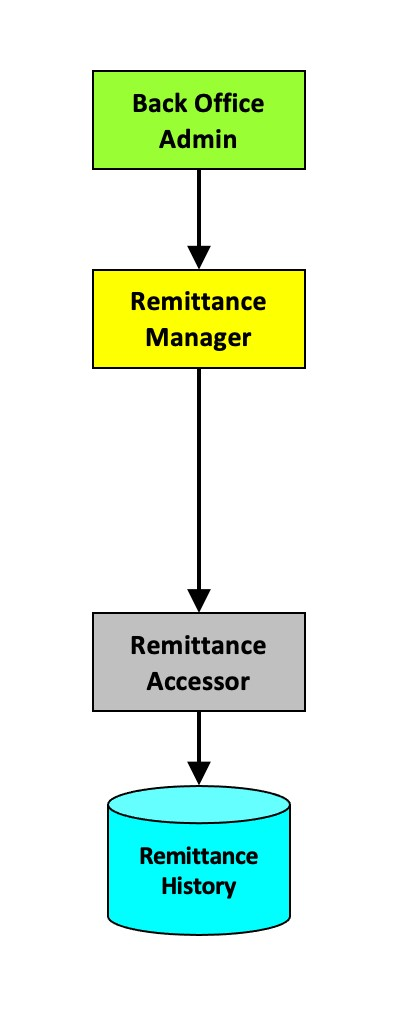 Back Office
Admin
Remittance
Manager
Remittance
Accessor
Remittance
History